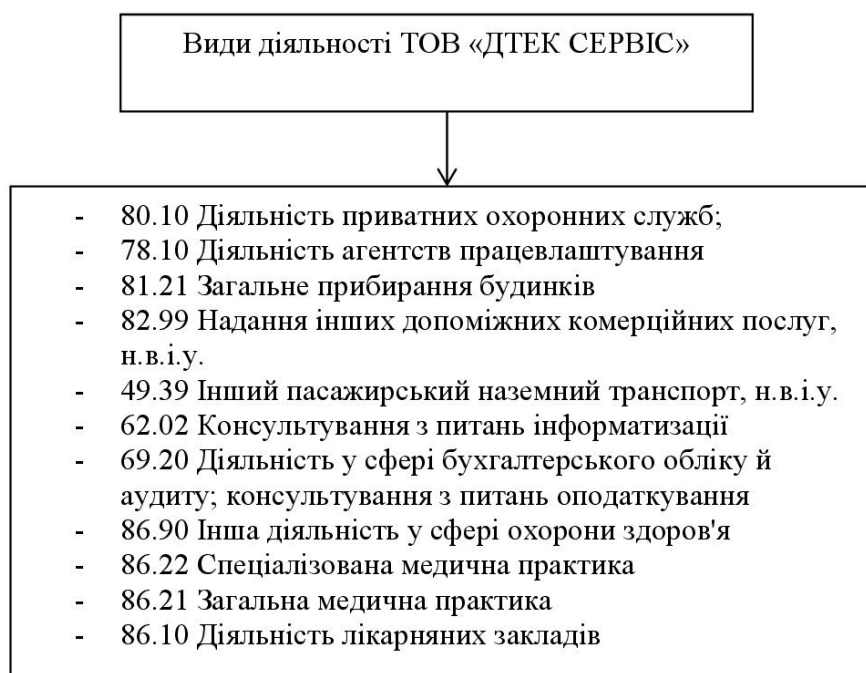 Види діяльності ТОВ «ДТЕК СЕРВІС»
- 80.10 Діяльність приватних охоронних служб;
- 78.10 Діяльність агентств працевлаштування
- 81.21 Загальне прибирання будинків
- 82.99 Надання інших допоміжних комерційних послуг,
н.в.і.у.
- 49.39 Інший пасажирський наземний транспорт, н.в.і.у.
- 62.02 Консультування з питань інформатизації
- 69.20 Діяльність у сфері бухгалтерського обліку й
аудиту; консультування з питань оподаткування
- 86.90 Інша діяльність у сфері охорони здоров'я
- 86.22 Спеціалізована медична практика
- 86.21 Загальна медична практика
- 86.10 Діяльність лікарняних закладів